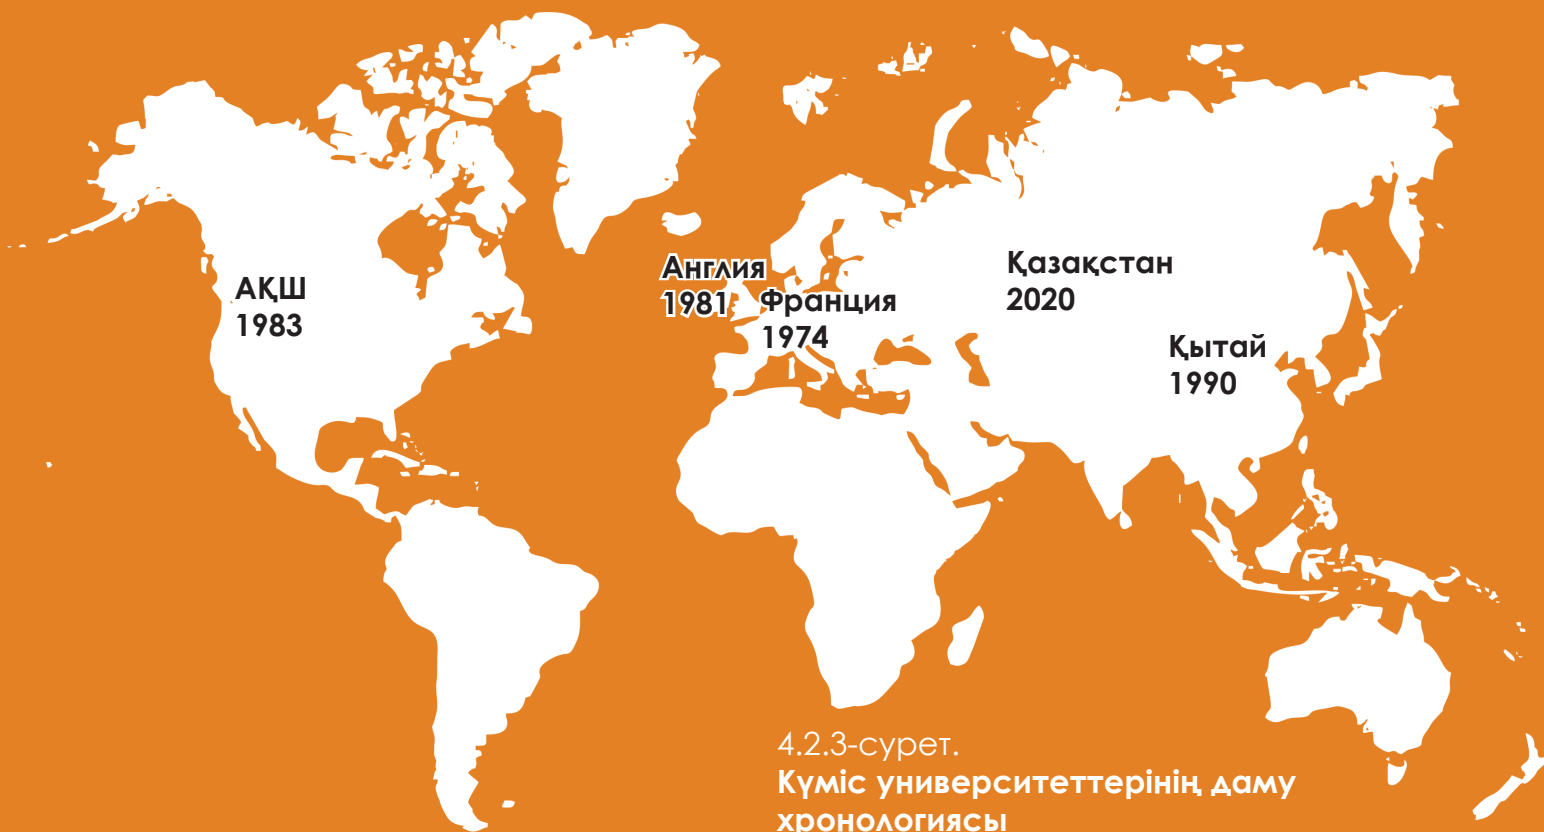 АҚШ
1983
Англия
1981
Франция
1974
Қазақстан
2020
Қытай
1990
4.2.3-сурет.
Күміс университеттерінің даму
хронологиясы